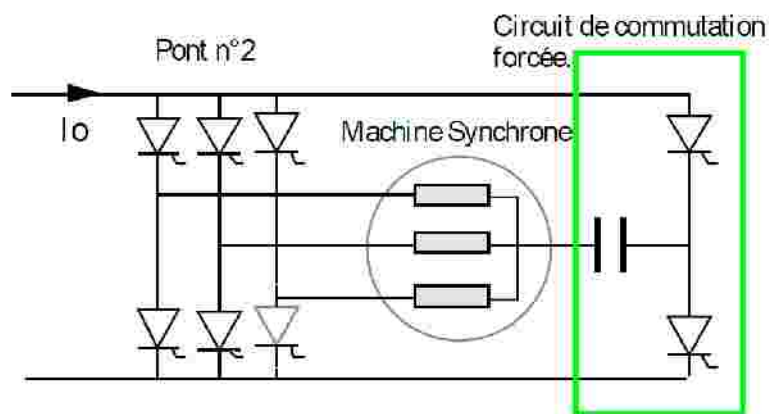 Circuit de commutation
forcée.
Pont n°2
Io
Machine Synchrone